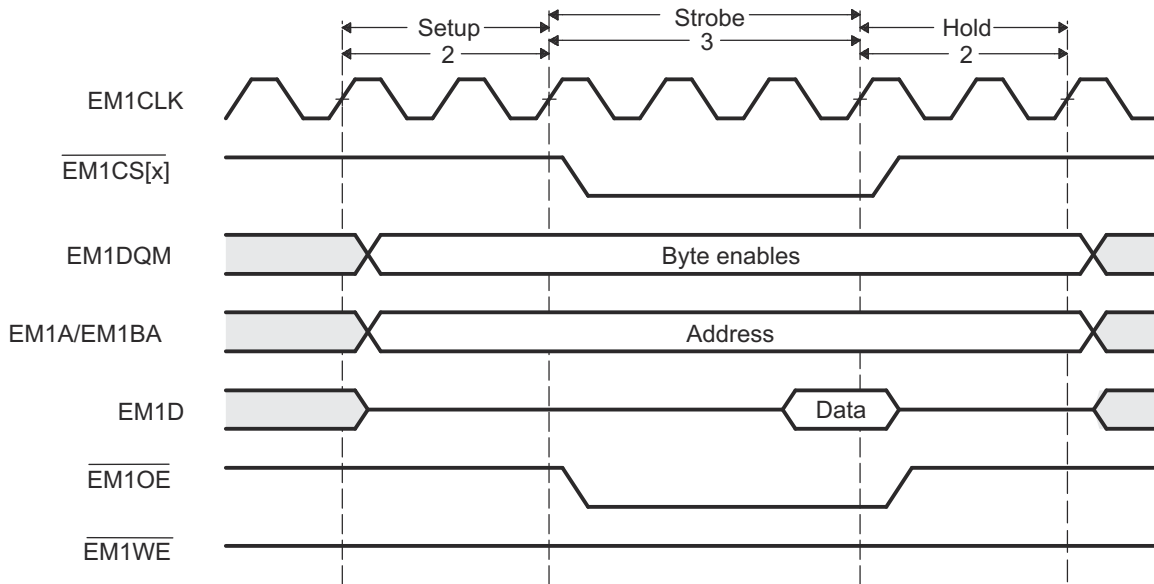 Setup
Strobe
Hold
2
3
2
EM1CLK
EM1CS[x]
EM1DQM
Byte enables
EM1A/EM1BA
Address
EM1D
Data
EM1OE
EM1WE